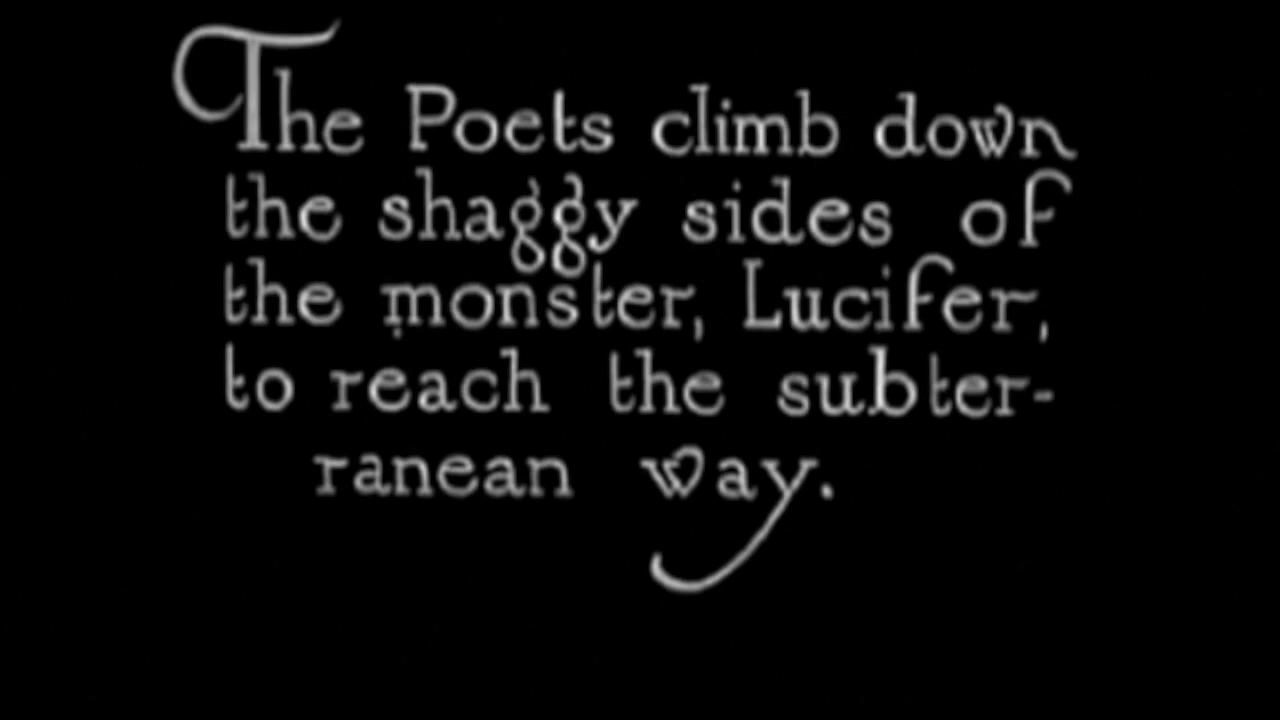 The Poets climb down
the shaggy sides of
the monster, Lucifer,
to reach the subter-
ranean way.